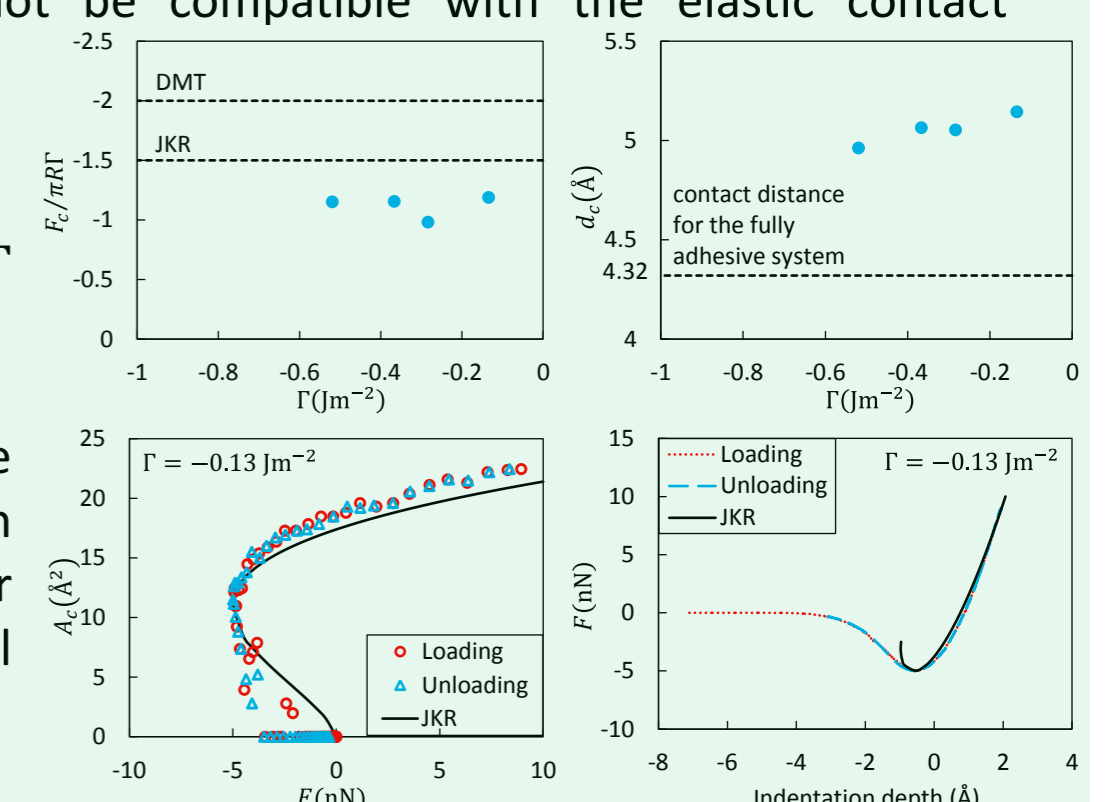 not be compatible with the elastic contact
-2.5
DMT
-2
JKR
-1.5
-1
-0.5
0
F_c/πRΓ
-1 -0.8 -0.6 -0.4 -0.2 0
Γ(Jm⁻²)
5.5
5
4.5
4.32
4
d_c(Å)
contact distance
for the fully
adhesive system
-1 -0.8 -0.6 -0.4 -0.2 0
Γ(Jm⁻²)
25
20
15
10
5
0
A_c(Å²)
Γ = −0.13 Jm⁻²
Loading
Unloading
JKR
-10 -5 0 5 10
F(nN)
15
10
5
0
-5
-10
F(nN)
Loading
Unloading
JKR
Γ = −0.13 Jm⁻²
-8 -6 -4 -2 0 2 4
Indentation depth (Å)